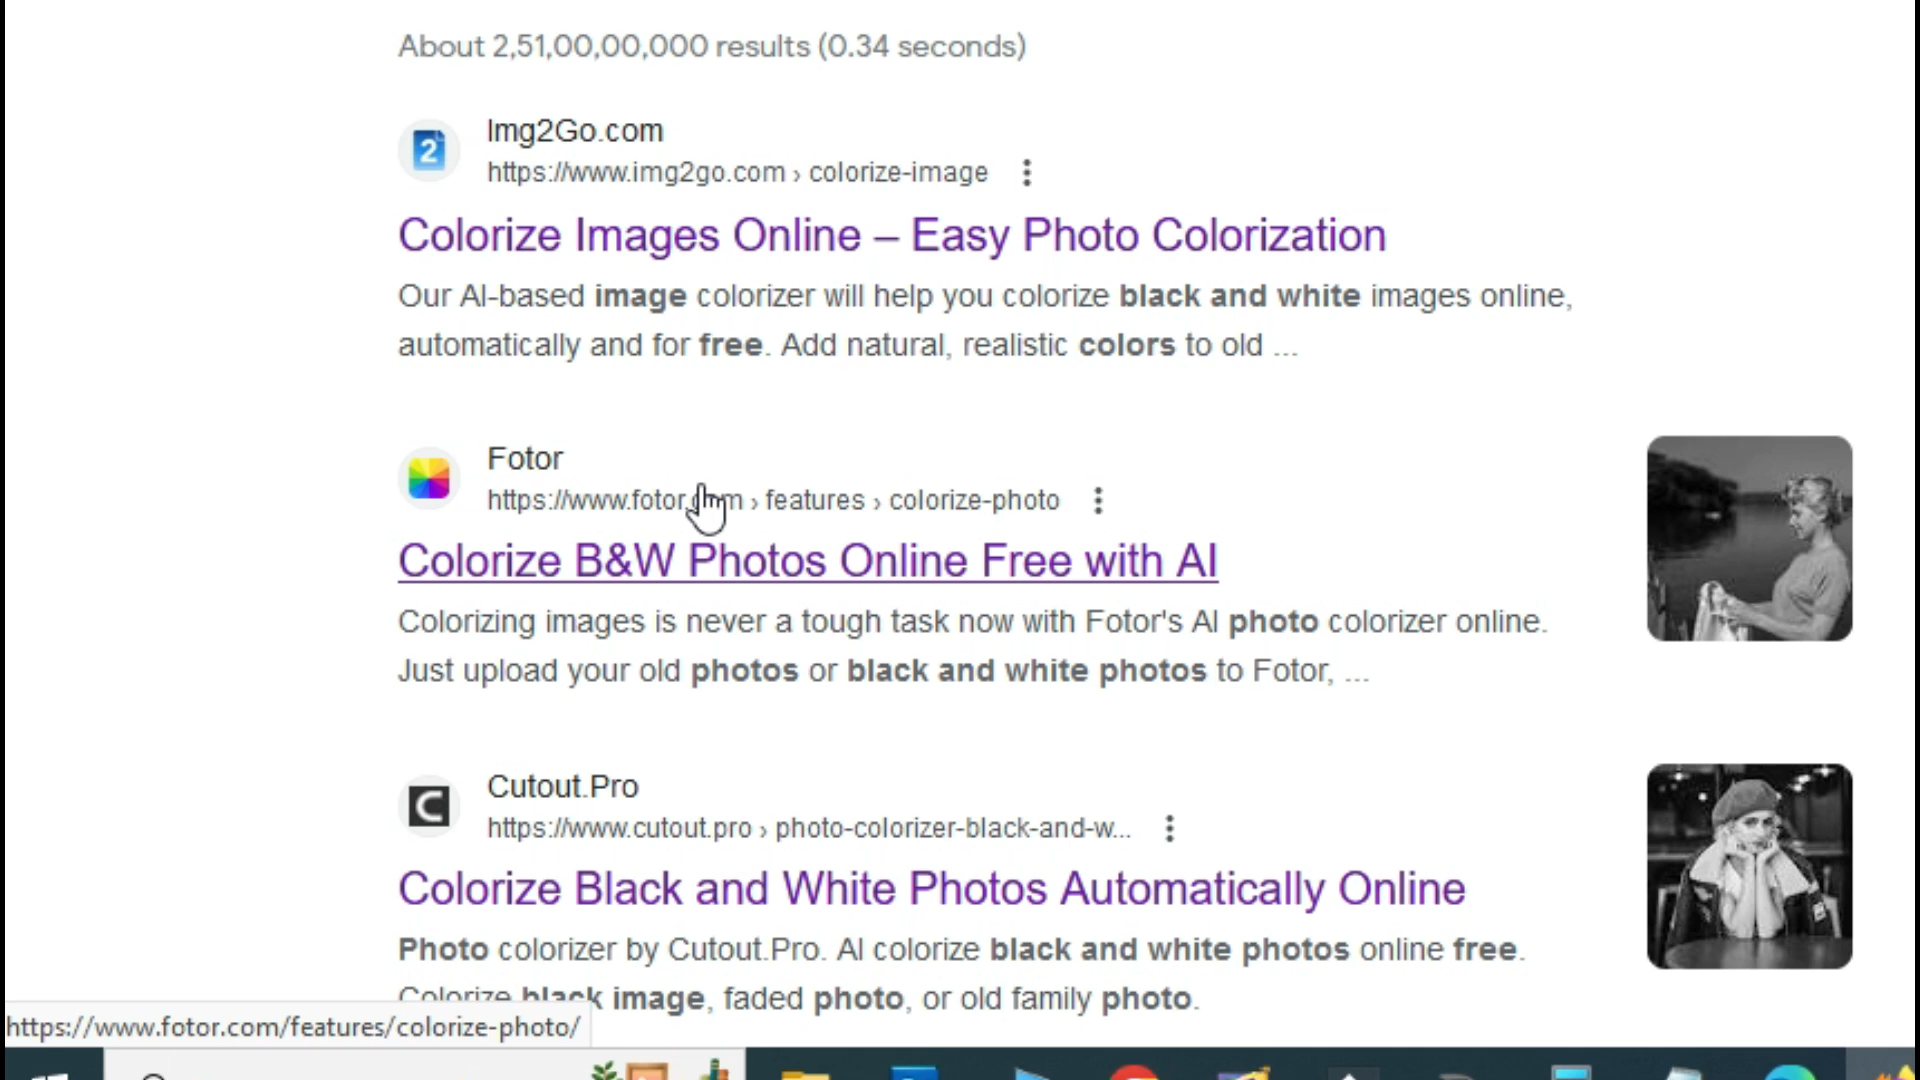 About 2,51,00,00,000 results (0.34 seconds)
2
Img2Go.com
https://www.img2go.com › colorize-image
Colorize Images Online – Easy Photo Colorization
Our AI-based image colorizer will help you colorize black and white images online,
automatically and for free. Add natural, realistic colors to old ...
Fotor
https://www.fotor.com › features › colorize-photo
Colorize B&W Photos Online Free with AI
Colorizing images is never a tough task now with Fotor's AI photo colorizer online.
Just upload your old photos or black and white photos to Fotor, ...
C
Cutout.Pro
https://www.cutout.pro › photo-colorizer-black-and-w...
Colorize Black and White Photos Automatically Online
Photo colorizer by Cutout.Pro. AI colorize black and white photos online free.
Colorize black image, faded photo, or old family photo.
https://www.fotor.com/features/colorize-photo/